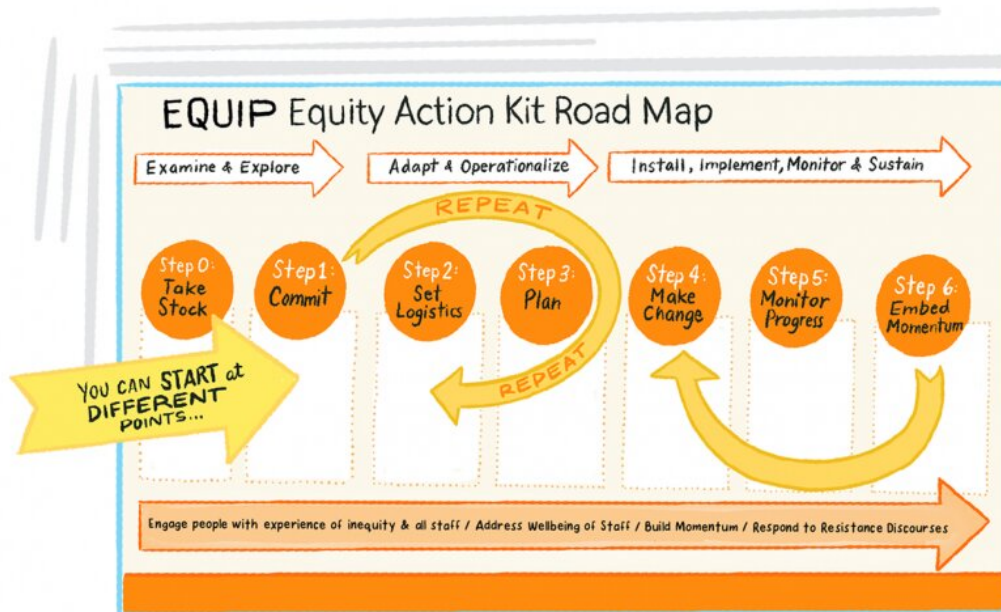 EQUIP Equity Action Kit Road Map
Examine & Explore
Adapt & Operationalize
Install, Implement, Monitor & Sustain
REPEAT
Step 0:
Take
Stock
Step 1:
Commit
Step 2:
Set
Logistics
Step 3:
Plan
Step 4:
Make
Change
Step 5:
Monitor
Progress
Step 6:
Embed
Momentum
REPEAT
YOU CAN START at
DIFFERENT
POINTS...
Engage people with experience of inequity & all staff / Address Wellbeing of Staff / Build Momentum / Respond to Resistance Discourses